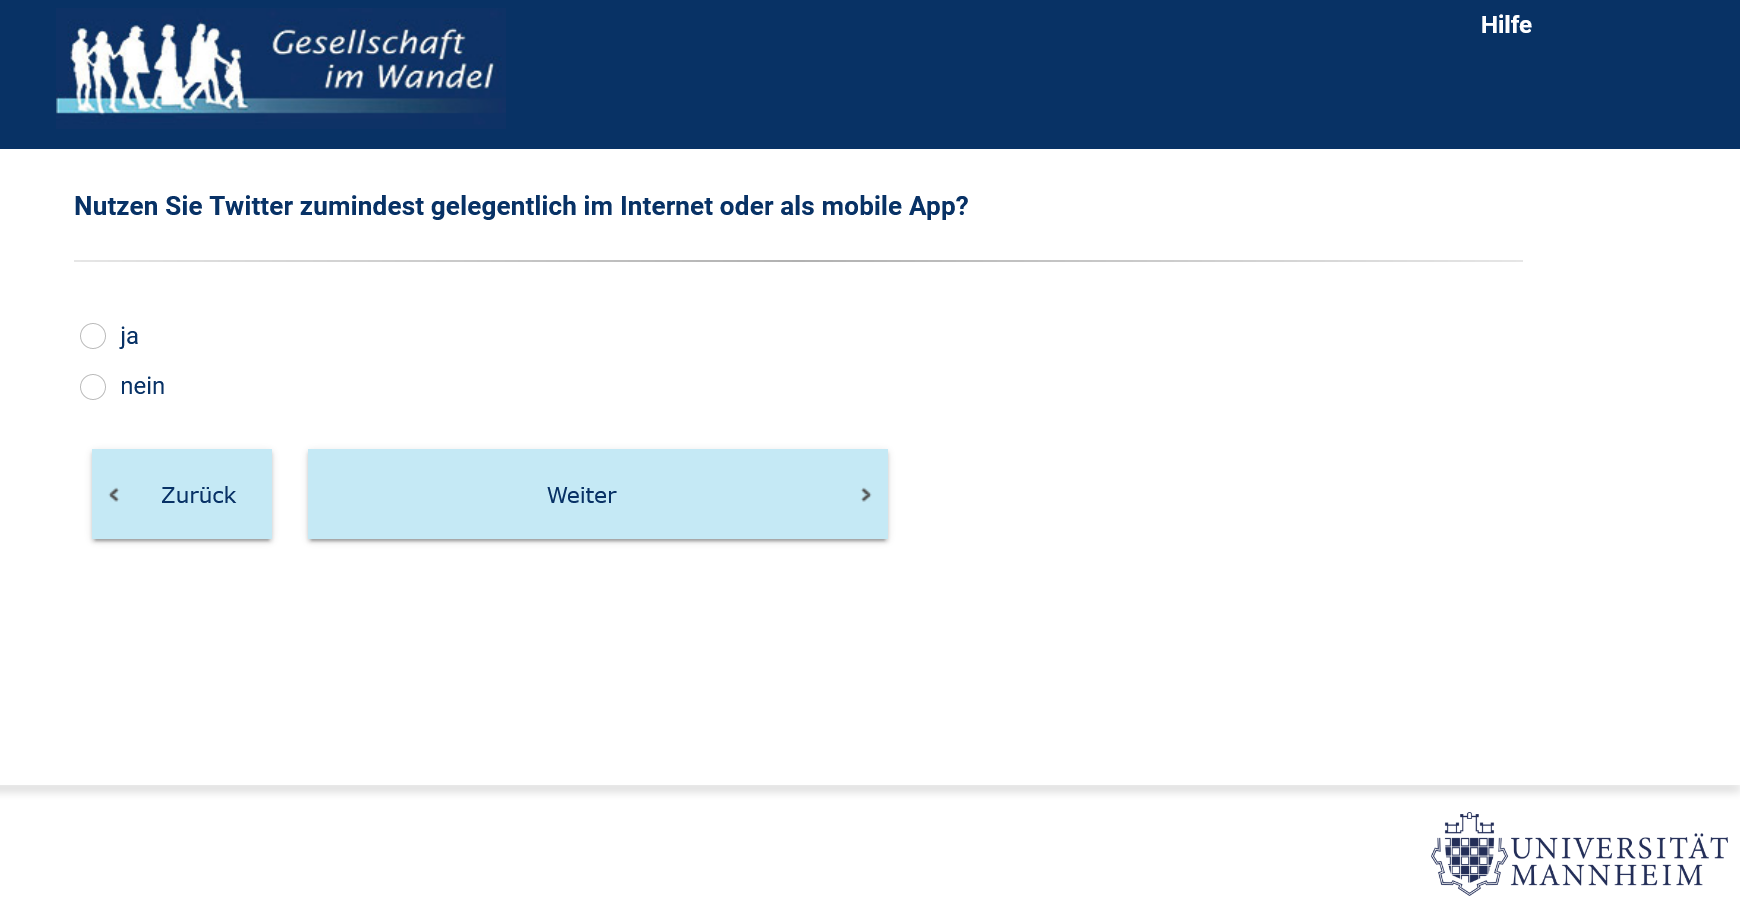 Gesellschaft
im Wandel
Hilfe
Nutzen Sie Twitter zumindest gelegentlich im Internet oder als mobile App?
ja
nein
Zurück
Weiter
UNIVERSITÄT
MANNHEIM